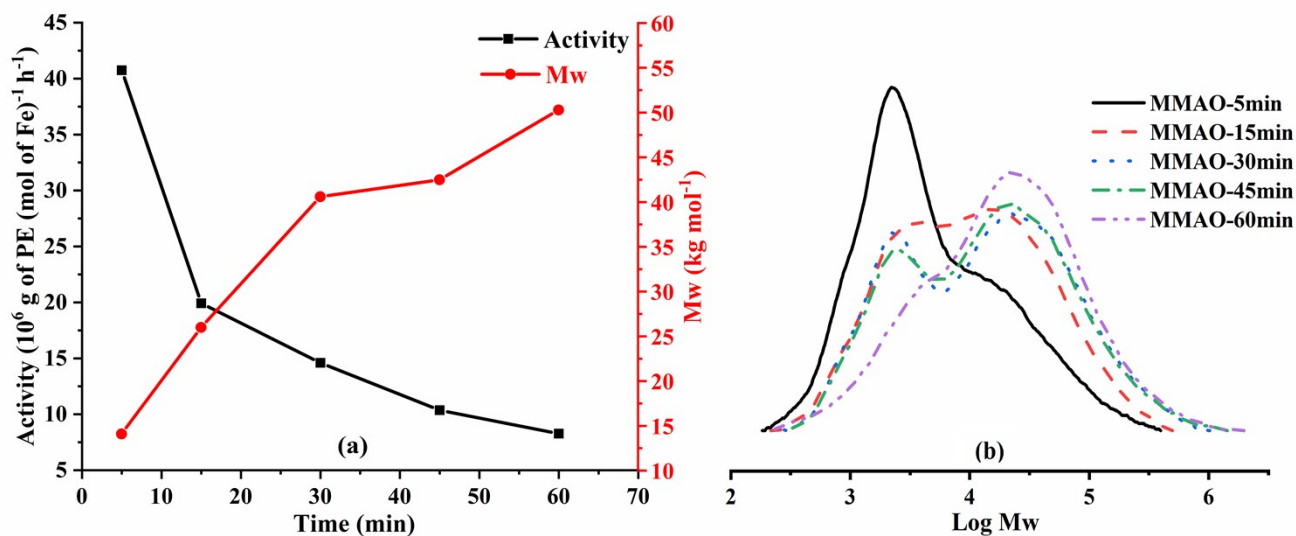 Activity (10⁶ g of PE (mol of Fe)⁻¹ h⁻¹)
45
40
35
30
25
20
15
10
5
0
10
20
30
40
50
60
70
Time (min)
Activity
Mw
(a)
60
55
50
45
40
35
30
25
20
15
10
Mw (kg mol⁻¹)
MMAO-5min
MMAO-15min
MMAO-30min
MMAO-45min
MMAO-60min
(b)
2
3
4
5
6
Log Mw